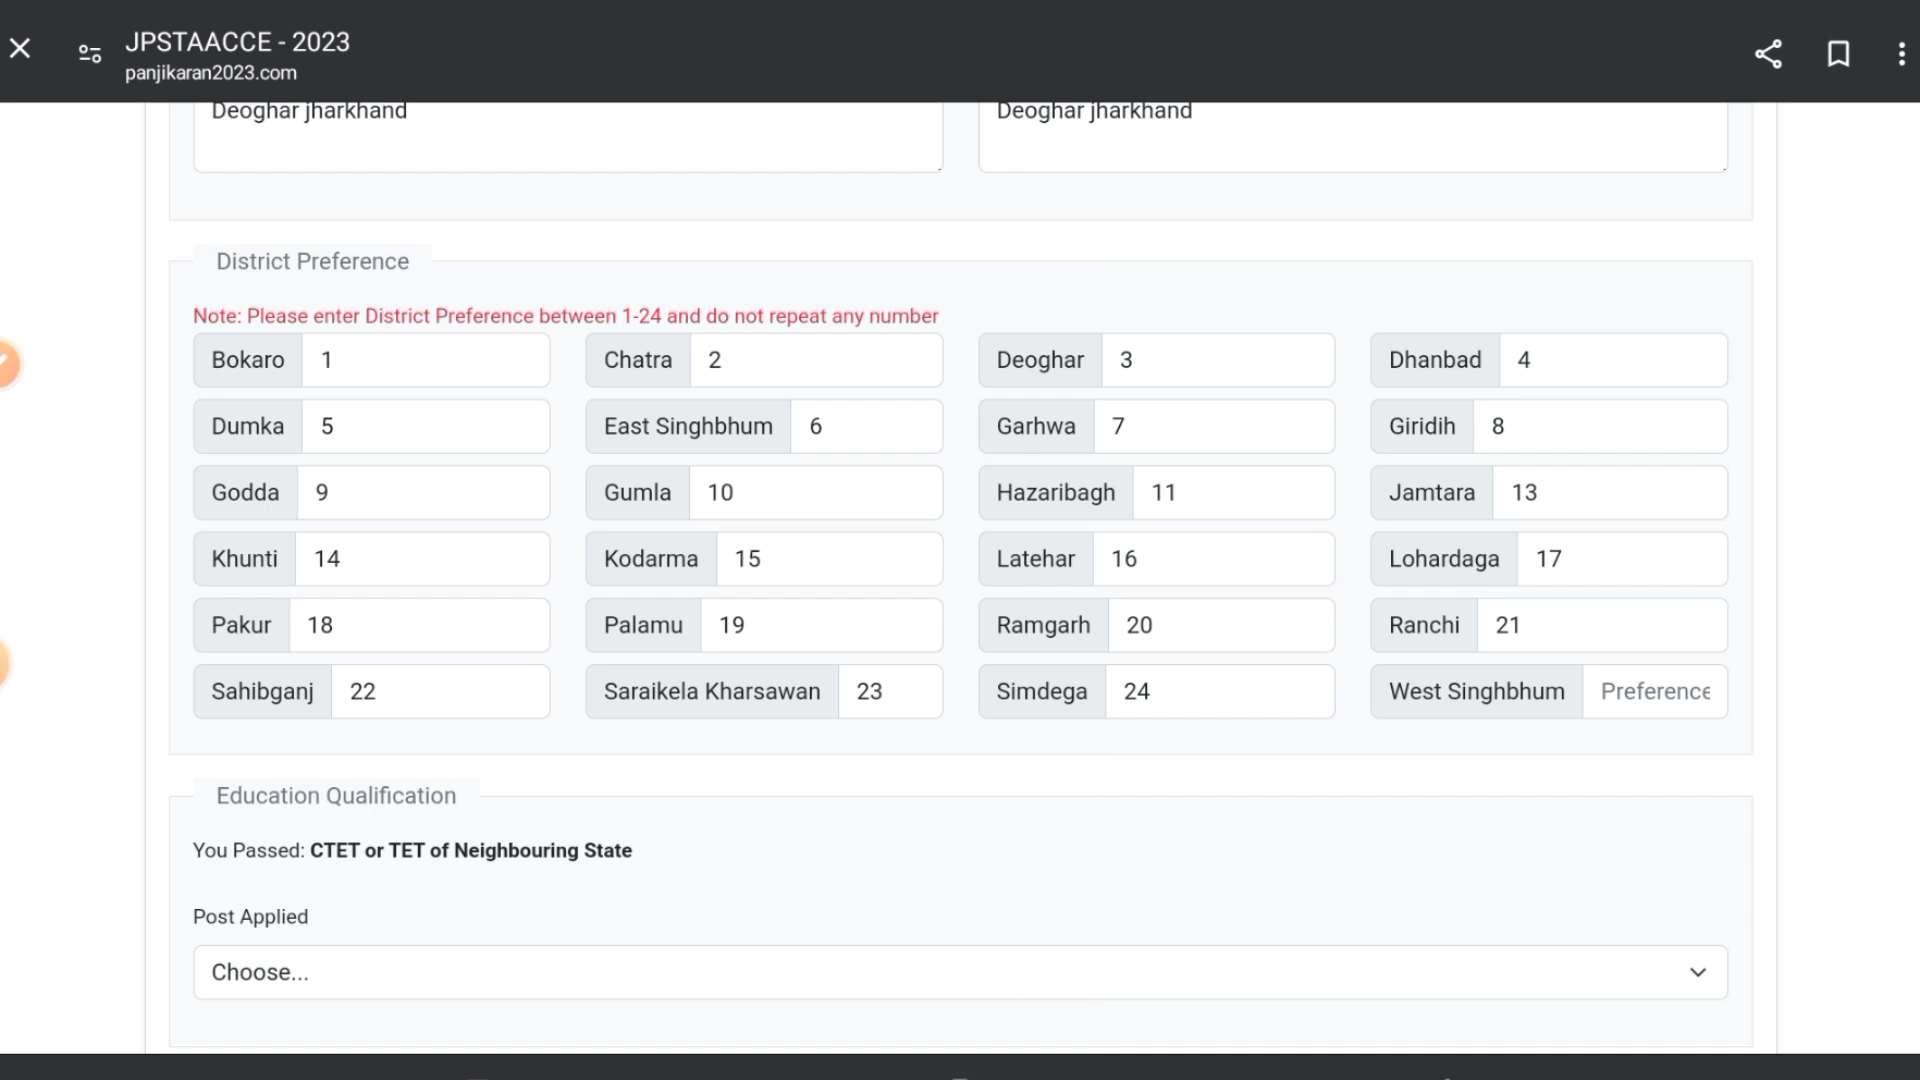 JPSTAACCE - 2023
panjikaran2023.com
Deoghar jharkhand Deoghar jharkhand
District Preference
Note: Please enter District Preference between 1-24 and do not repeat any number
Bokaro 1 Chatra 2 Deoghar 3 Dhanbad 4
Dumka 5 East Singhbhum 6 Garhwa 7 Giridih 8
Godda 9 Gumla 10 Hazaribagh 11 Jamtara 13
Khunti 14 Kodarma 15 Latehar 16 Lohardaga 17
Pakur 18 Palamu 19 Ramgarh 20 Ranchi 21
Sahibganj 22 Saraikela Kharsawan 23 Simdega 24 West Singhbhum Preference
Education Qualification
You Passed: CTET or TET of Neighbouring State
Post Applied
Choose...